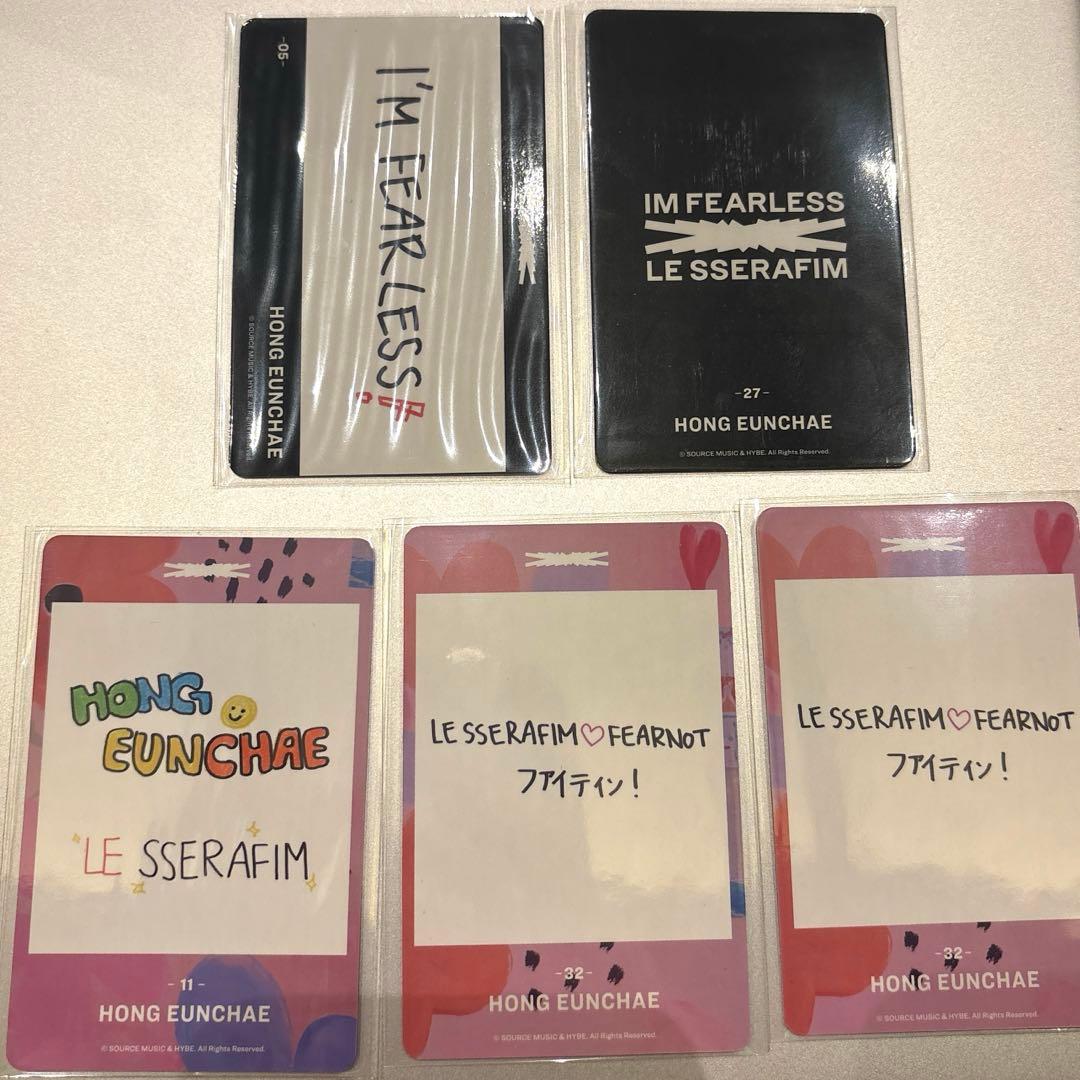 -05-
I'M FEARLESS!
HONG EUNCHAE
© SOURCE MUSIC & HYBE. All Rights Reserved.
IM FEARLESS
LE SSERAFIM
-27-
HONG EUNCHAE
© SOURCE MUSIC & HYBE. All Rights Reserved.
HONG
EUNCHAE
LE SSERAFIM
- 11 -
HONG EUNCHAE
© SOURCE MUSIC & HYBE. All Rights Reserved.
LE SSERAFIM♡FEARNOT
ファイティン!
-32-
HONG EUNCHAE
© SOURCE MUSIC & HYBE. All Rights Reserved.
LE SSERAFIM♡FEARNOT
ファイティン!
-32-
HONG EUNCHAE
© SOURCE MUSIC & HYBE. All Rights Reserved.